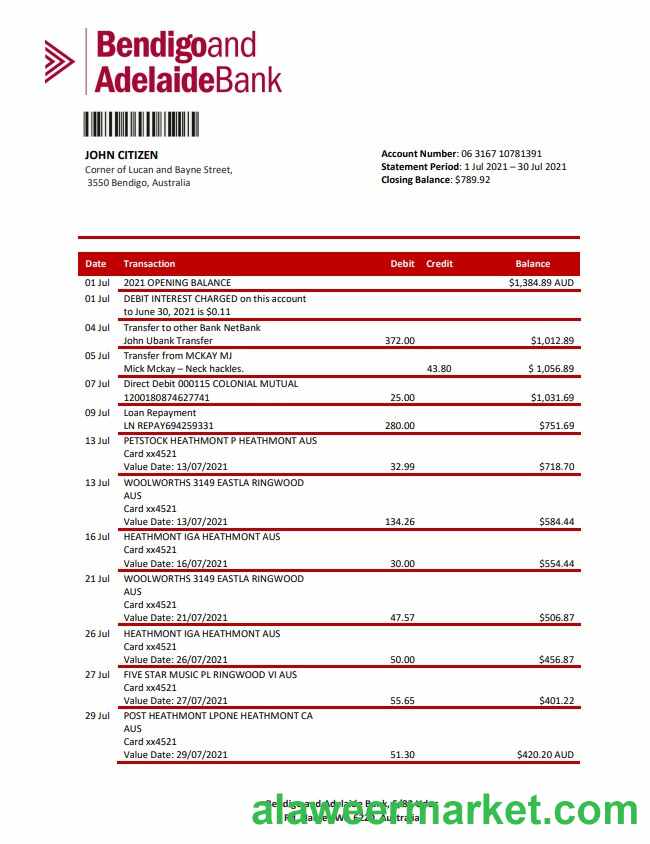 Bendigoand
AdelaideBank
JOHN CITIZEN
Corner of Lucan and Bayne Street,
3550 Bendigo, Australia
Account Number: 06 3167 10781391
Statement Period: 1 Jul 2021 – 30 Jul 2021
Closing Balance: $789.92
Date Transaction Debit Credit Balance
01 Jul 2021 OPENING BALANCE $1,384.89 AUD
01 Jul DEBIT INTEREST CHARGED on this account
to June 30, 2021 is $0.11
04 Jul Transfer to other Bank NetBank
John Ubank Transfer 372.00 $1,012.89
05 Jul Transfer from MCKAY MJ
Mick Mckay – Neck hackles. 43.80 $ 1,056.89
07 Jul Direct Debit 000115 COLONIAL MUTUAL
1200180874627741 25.00 $1,031.69
09 Jul Loan Repayment
LN REPAY694259331 280.00 $751.69
13 Jul PETSTOCK HEATHMONT P HEATHMONT AUS
Card xx4521
Value Date: 13/07/2021 32.99 $718.70
13 Jul WOOLWORTHS 3149 EASTLA RINGWOOD
AUS
Card xx4521
Value Date: 13/07/2021 134.26 $584.44
16 Jul HEATHMONT IGA HEATHMONT AUS
Card xx4521
Value Date: 16/07/2021 30.00 $554.44
21 Jul WOOLWORTHS 3149 EASTLA RINGWOOD
AUS
Card xx4521
Value Date: 21/07/2021 47.57 $506.87
26 Jul HEATHMONT IGA HEATHMONT AUS
Card xx4521
Value Date: 26/07/2021 50.00 $456.87
27 Jul FIVE STAR MUSIC PL RINGWOOD VI AUS
Card xx4521
Value Date: 27/07/2021 55.65 $401.22
29 Jul POST HEATHMONT LPONE HEATHMONT CA
AUS
Card xx4521
Value Date: 29/07/2021 51.30 $420.20 AUD
Bendigo and Adelaide Bank,
Australia
alaweermarket.com